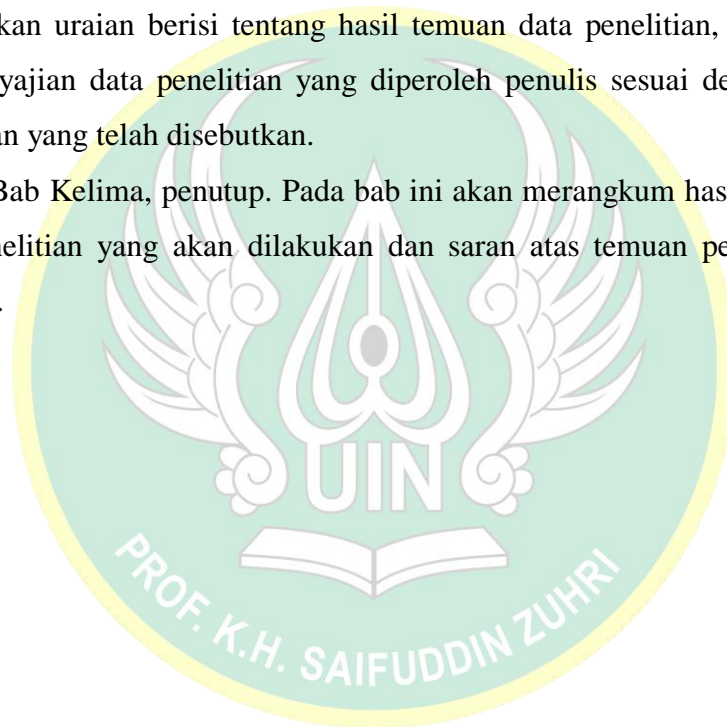 kan uraian berisi tentang hasil temuan data penelitian,
yajian data penelitian yang diperoleh penulis sesuai de
an yang telah disebutkan.
Bab Kelima, penutup. Pada bab ini akan merangkum has
nelitian yang akan dilakukan dan saran atas temuan pe
.
UIN
PROF. K.H. SAIFUDDIN ZUHRI